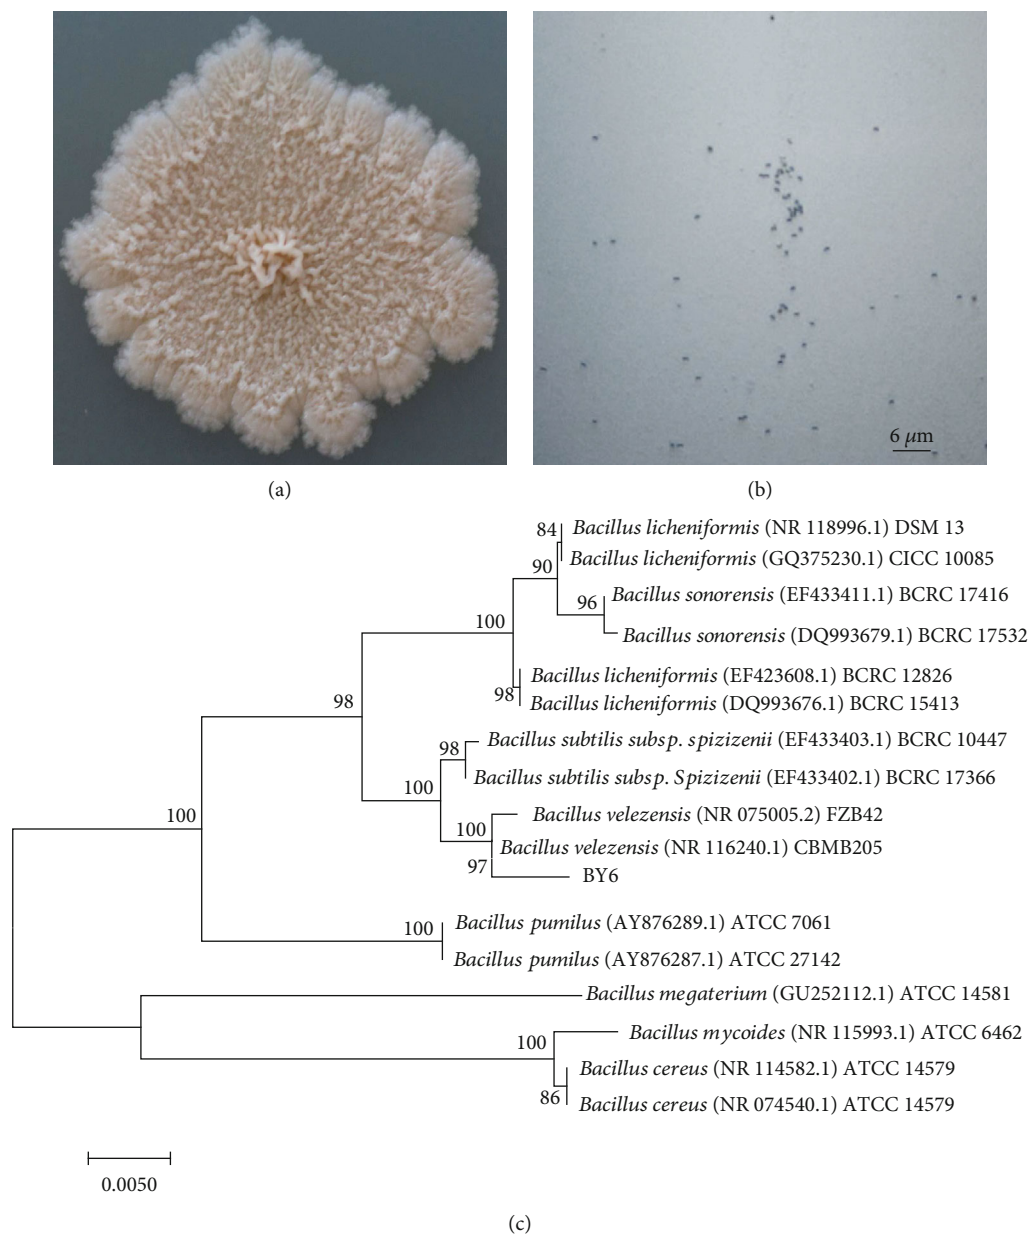 6 μm
(a)
(b)
84
Bacillus licheniformis (NR 118996.1) DSM 13
Bacillus licheniformis (GQ375230.1) CICC 10085
90
Bacillus sonorensis (EF433411.1) BCRC 17416
96
Bacillus sonorensis (DQ993679.1) BCRC 17532
100
Bacillus licheniformis (EF423608.1) BCRC 12826
98
Bacillus licheniformis (DQ993676.1) BCRC 15413
98
Bacillus subtilis subsp. spizizenii (EF433403.1) BCRC 10447
98
Bacillus subtilis subsp. Spizizenii (EF433402.1) BCRC 17366
100
Bacillus velezensis (NR 075005.2) FZB42
100
100
Bacillus velezensis (NR 116240.1) CBMB205
97
BY6
Bacillus pumilus (AY876289.1) ATCC 7061
100
Bacillus pumilus (AY876287.1) ATCC 27142
Bacillus megaterium (GU252112.1) ATCC 14581
Bacillus mycoides (NR 115993.1) ATCC 6462
100
Bacillus cereus (NR 114582.1) ATCC 14579
86
Bacillus cereus (NR 074540.1) ATCC 14579
0.0050
(c)